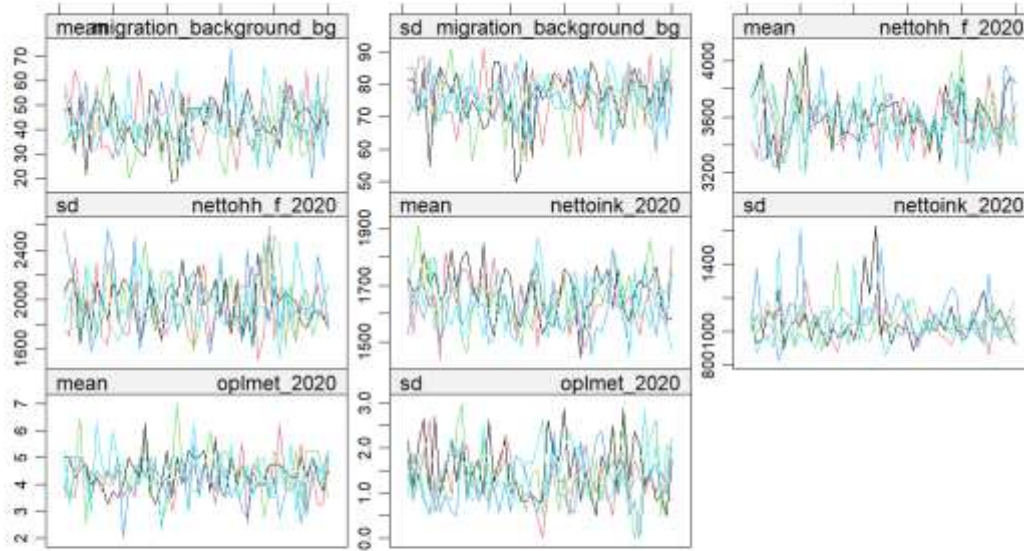 mean migration_background_bg
sd migration_background_bg
mean nettohh_f_2020
20 30 40 50 60 70
50 60 70 80 90
3200 3600 4000
sd nettohh_f_2020
mean nettoink_2020
sd nettoink_2020
1600 2000 2400
1500 1700 1900
800 1000 1400
mean oplmet_2020
sd oplmet_2020
2 3 4 5 6 7
0.0 1.0 2.0 3.0